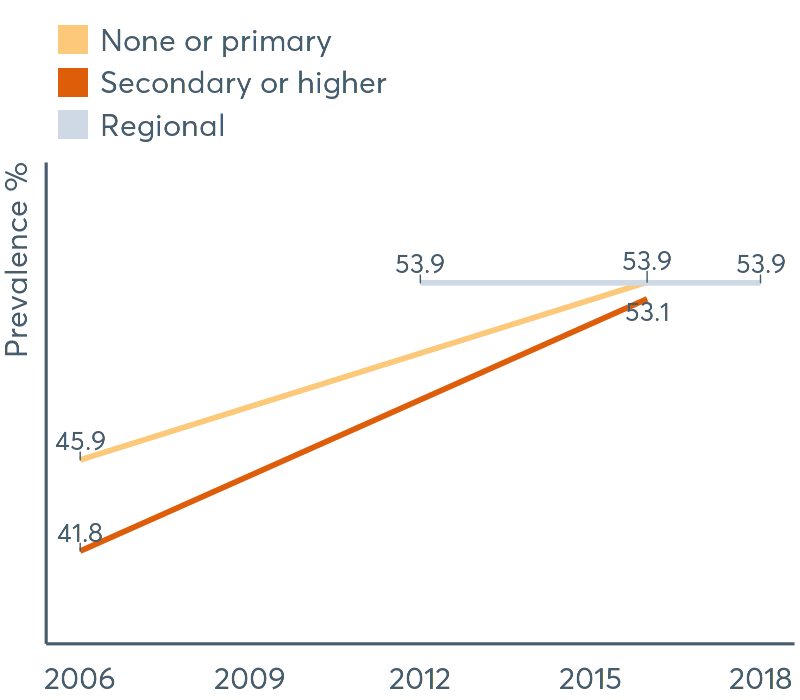 None or primary
Secondary or higher
Regional
Prevalence %
53.9
53.9
53.9
53.1
45.9
41.8
2006
2009
2012
2015
2018